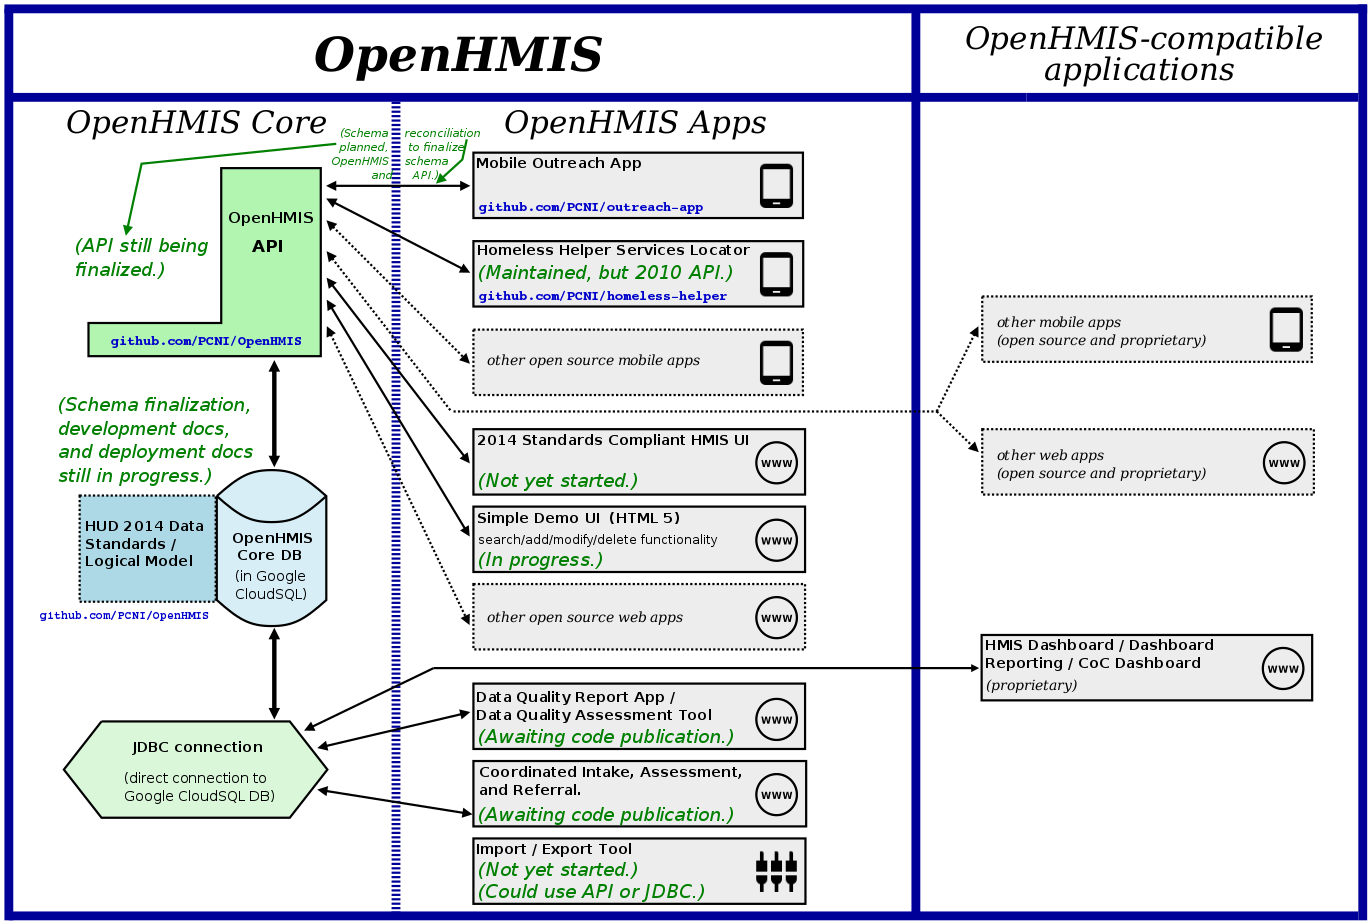 OpenHMIS
OpenHMIS-compatible
applications
OpenHMIS Core
OpenHMIS Apps
(Schema reconciliation
planned, to finalize
OpenHMIS schema
and API.)
OpenHMIS
API
(API still being
finalized.)
github.com/PCNI/OpenHMIS
(Schema finalization,
development docs,
and deployment docs
still in progress.)
HUD 2014 Data
Standards /
Logical Model
OpenHMIS
Core DB
(in Google
CloudSQL)
github.com/PCNI/OpenHMIS
JDBC connection
(direct connection to
Google CloudSQL DB)
Mobile Outreach App
github.com/PCNI/outreach-app
Homeless Helper Services Locator
(Maintained, but 2010 API.)
github.com/PCNI/homeless-helper
other open source mobile apps
2014 Standards Compliant HMIS UI
(Not yet started.)
www
Simple Demo UI (HTML 5)
search/add/modify/delete functionality
(In progress.)
www
other open source web apps
www
Data Quality Report App /
Data Quality Assessment Tool
(Awaiting code publication.)
www
Coordinated Intake, Assessment,
and Referral.
(Awaiting code publication.)
www
Import / Export Tool
(Not yet started.)
(Could use API or JDBC.)
other mobile apps
(open source and proprietary)
other web apps
(open source and proprietary)
www
HMIS Dashboard / Dashboard
Reporting / CoC Dashboard
(proprietary)
www